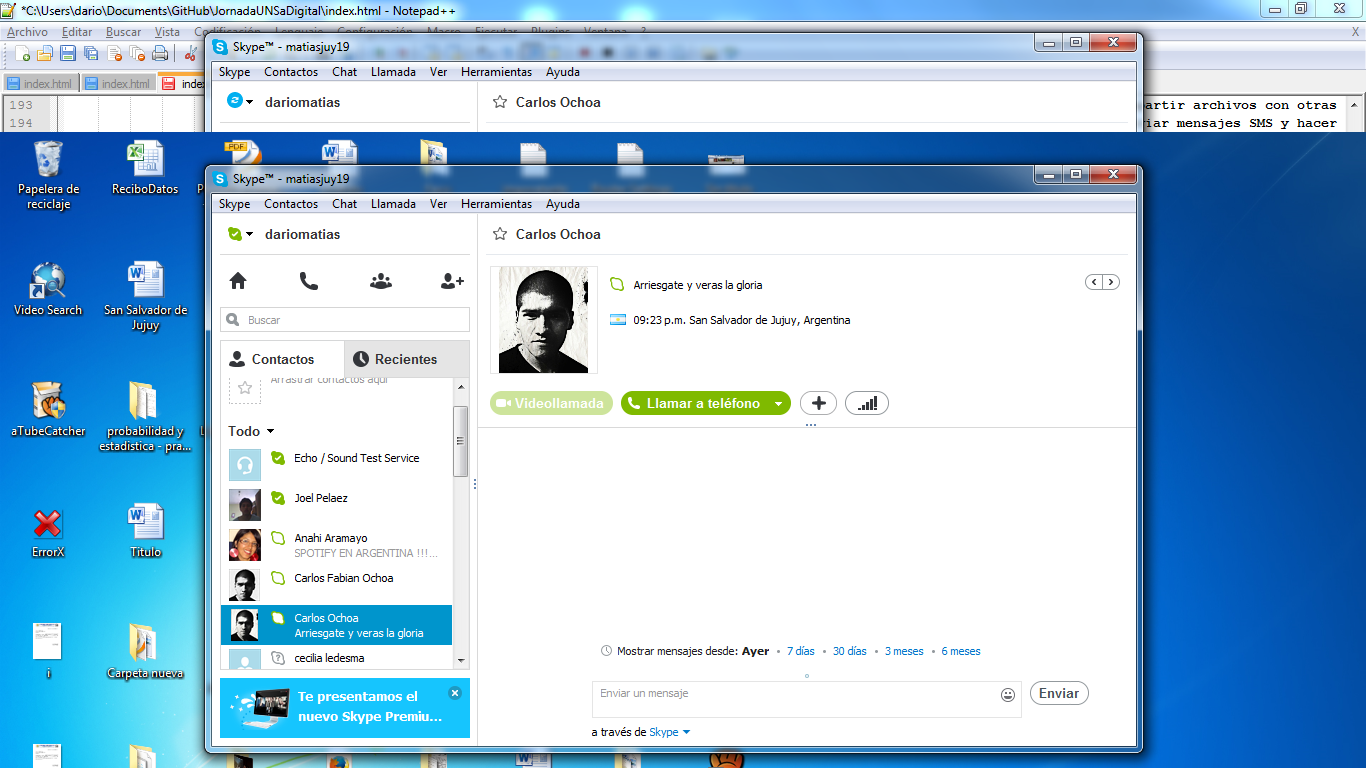 *C:\Users\dario\Documents\GitHub\JornadaUNSaDigital\index.html - Notepad++
Archivo Editar Buscar Vista Codificación Lenguaje Configuración Macro Ejecutar Plugins Ventana ? X
index.html index.html index
193
194
artir archivos con otras
iar mensajes SMS y hacer
Skype™ - matiasjuy19
Skype Contactos Chat Llamada Ver Herramientas Ayuda
dariomatias
Carlos Ochoa
Papelera de
reciclaje
ReciboDatos
PDF
Video Search
San Salvador de
Jujuy
aTubeCatcher
probabilidad y
estadistica - pra...
ErrorX
Titulo
i
Carpeta nueva
Skype™ - matiasjuy19
Skype Contactos Chat Llamada Ver Herramientas Ayuda
dariomatias
Buscar
Contactos Recientes
Arrastrar contactos aquí
Todo
Echo / Sound Test Service
Joel Pelaez
Anahi Aramayo
SPOTIFY EN ARGENTINA !!!...
Carlos Fabian Ochoa
Carlos Ochoa
Arriesgate y veras la gloria
cecilia ledesma
Te presentamos el
nuevo Skype Premiu...
Carlos Ochoa
Arriesgate y veras la gloria
09:23 p.m. San Salvador de Jujuy, Argentina
Videollamada Llamar a teléfono
Mostrar mensajes desde: Ayer • 7 días • 30 días • 3 meses • 6 meses
Enviar un mensaje
Enviar
a través de Skype